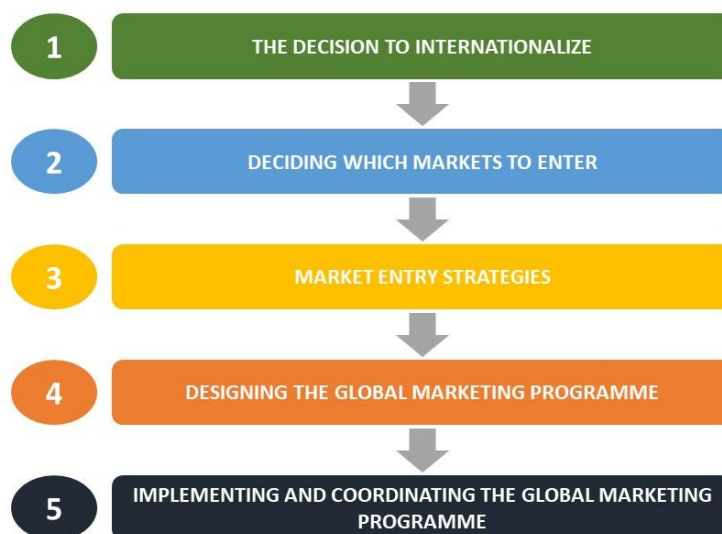 1
THE DECISION TO INTERNATIONALIZE
2
DECIDING WHICH MARKETS TO ENTER
3
MARKET ENTRY STRATEGIES
4
DESIGNING THE GLOBAL MARKETING PROGRAMME
5
IMPLEMENTING AND COORDINATING THE GLOBAL MARKETING
PROGRAMME